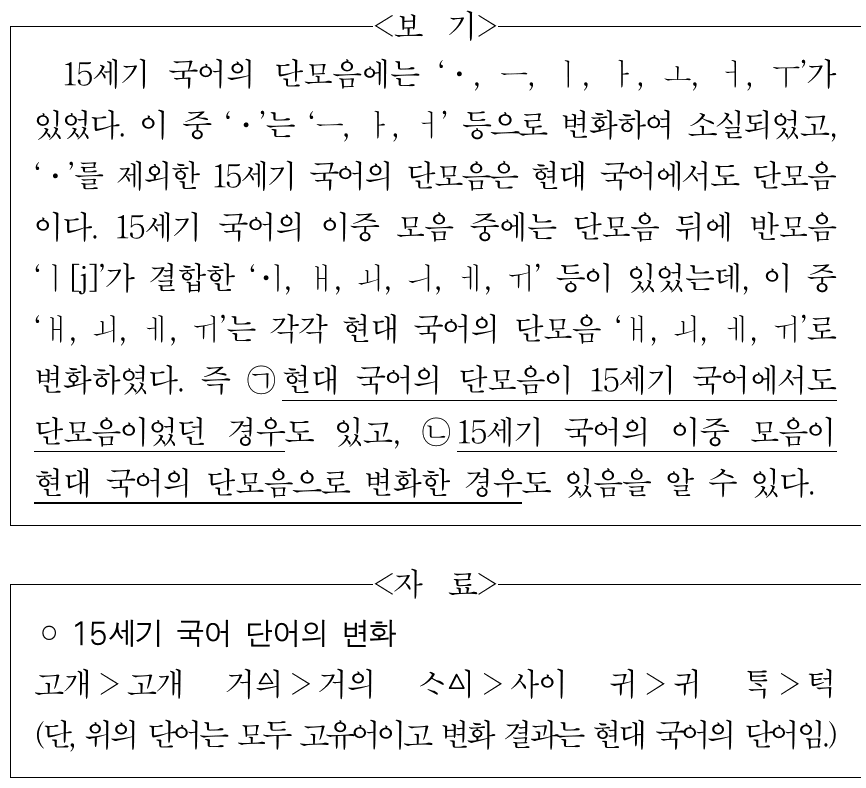 <보 기>
15세기 국어의 단모음에는 ‘ㆍ, ㅡ, ㅣ, ㅏ, ㅗ, ㅓ, ㅜ’가
있었다. 이 중 ‘ㆍ’는 ‘ㅡ, ㅏ, ㅓ’ 등으로 변화하여 소실되었고,
‘ㆍ’를 제외한 15세기 국어의 단모음은 현대 국어에서도 단모음
이다. 15세기 국어의 이중 모음 중에는 단모음 뒤에 반모음
‘ㅣ[j]’가 결합한 ‘ㆎ, ㅐ, ㅚ, ㅢ, ㅔ, ㅟ’ 등이 있었는데, 이 중
‘ㅐ, ㅚ, ㅔ, ㅟ’는 각각 현대 국어의 단모음 ‘ㅐ, ㅚ, ㅔ, ㅟ’로
변화하였다. 즉 ㉠현대 국어의 단모음이 15세기 국어에서도
단모음이었던 경우도 있고, ㉡15세기 국어의 이중 모음이
현대 국어의 단모음으로 변화한 경우도 있음을 알 수 있다.
<자 료>
○ 15세기 국어 단어의 변화
고개 > 고개 거ᅀᅴ > 거의 ᄉᆞᅀᅵ > 사이 귀 > 귀 ᄐᆞᆨ > 턱
(단, 위의 단어는 모두 고유어이고 변화 결과는 현대 국어의 단어임.)